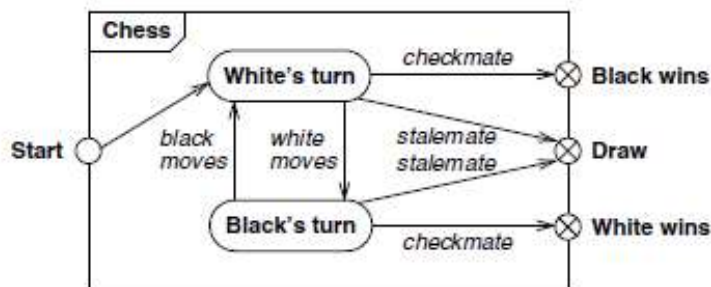 Chess
White's turn
checkmate
Black wins
Start
black
moves
white
moves
stalemate
stalemate
Draw
Black's turn
checkmate
White wins